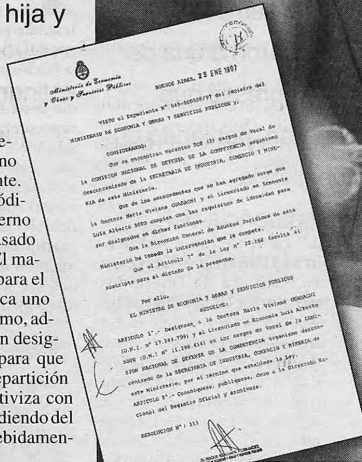 hija y
e-
no
nte.
ódi-
erno
sado
El ma-
para el
ca uno
mo, ad-
n desig-
para que
epartición
tiviza con
diendo del
ebidamen-
Ministerio de Economía
y Obras y Servicios Públicos
BUENOS AIRES, 28 ENE 1997
VISTO el Expediente Nº 045-000506/97 del registro del
MINISTERIO DE ECONOMIA Y OBRAS Y SERVICIOS PUBLICOS y,
CONSIDERANDO:
Que se encuentran vacantes DOS (2) cargos de Vocal de
la COMISION NACIONAL DE DEFENSA DE LA COMPETENCIA organismo
desconcentrado de la SECRETARIA DE INDUSTRIA, COMERCIO Y MINE-
RIA de este Ministerio.
Que de los antecedentes que se han agregado surge que
la Doctora María Viviana GUADAGNI y el Licenciado en Economía
Luis Alberto SOTO cumplen con los requisitos de idoneidad para
ser designados en dichas funciones.
Que la Dirección General de Asuntos Jurídicos de este
Ministerio ha tomado la intervención que le compete.
Que el Artículo 7º de la Ley Nº 22.262 faculta al
suscripto para el dictado de la presente.
Por ello,
EL MINISTRO DE ECONOMIA Y OBRAS Y SERVICIOS PUBLICOS
RESUELVE:
ARTICULO 1º.- Desígnase, a la Doctora María Viviana GUADAGNI
y al Licenciado en Economía Luis Alberto
SOTO en los cargos de Vocal de la COMI-
SION NACIONAL DE DEFENSA DE LA COMPETENCIA organismo descon-
centrado de la SECRETARIA DE INDUSTRIA, COMERCIO Y MINERIA de
este Ministerio, por el término que establece la Ley.
ARTICULO 2º.- Comuníquese, publíquese, dése a la Dirección Na-
cional del Registro Oficial y archívese.
RESOLUCION Nº